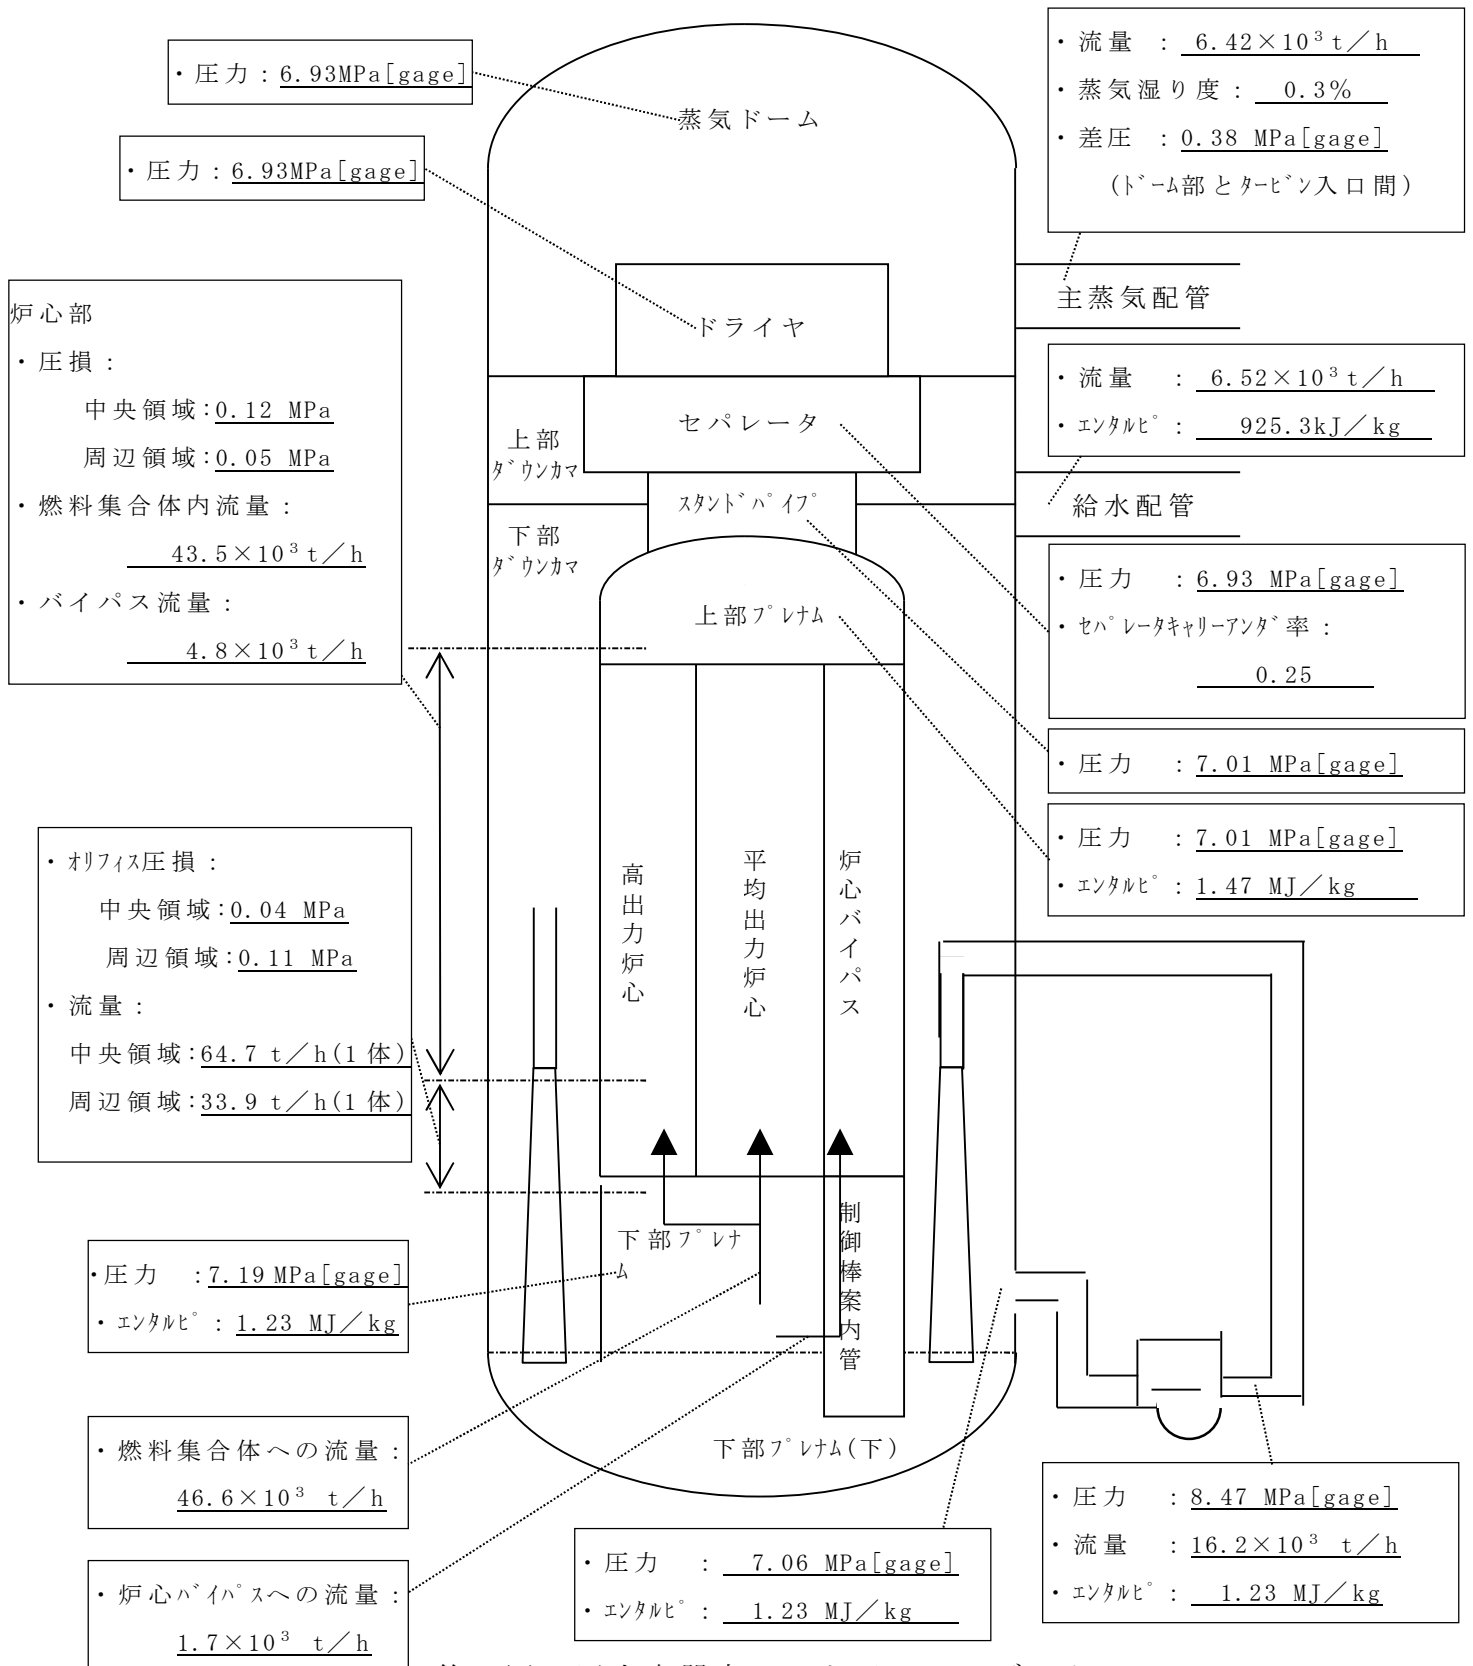 ・圧力：6.93MPa[gage]
・圧力：6.93MPa[gage]
蒸気ドーム
・流量 ： 6.42×10³t／h
・蒸気湿り度： 0.3％
・差圧 ：0.38 MPa[gage]
(ﾄﾞｰﾑ部とﾀｰﾋﾞﾝ入口間)
主蒸気配管
ドライヤ
炉心部
・圧損：
中央領域:0.12 MPa
周辺領域:0.05 MPa
・燃料集合体内流量：
43.5×10³t／h
・バイパス流量：
4.8×10³t／h
・流量 ： 6.52×10³t／h
・ｴﾝﾀﾙﾋﾟ： 925.3kJ／kg
セパレータ
上部
ﾀﾞｳﾝｶﾏ
ｽﾀﾝﾄﾞﾊﾟｲﾌﾟ
給水配管
下部
ﾀﾞｳﾝｶﾏ
上部ﾌﾟﾚﾅﾑ
・圧力 ：6.93 MPa[gage]
・ｾﾊﾟﾚｰﾀｷｬﾘｰｱﾝﾀﾞ率：
0.25
・圧力 ：7.01 MPa[gage]
・圧力 ：7.01 MPa[gage]
・ｴﾝﾀﾙﾋﾟ：1.47 MJ／kg
・ｵﾘﾌｨｽ圧損：
中央領域:0.04 MPa
周辺領域:0.11 MPa
・流量：
中央領域:64.7 t／h(1体)
周辺領域:33.9 t／h(1体)
高出力炉心
平均出力炉心
炉心バイパス
制御棒案内管
下部ﾌﾟﾚﾅ
ﾑ
・圧力 :7.19 MPa[gage]
・ｴﾝﾀﾙﾋﾟ：1.23 MJ／kg
下部ﾌﾟﾚﾅﾑ(下)
・燃料集合体への流量：
46.6×10³ t／h
・炉心ﾊﾞｲﾊﾟｽへの流量：
1.7×10³ t／h
・圧力 ： 7.06 MPa[gage]
・ｴﾝﾀﾙﾋﾟ： 1.23 MJ／kg
・圧力 ：8.47 MPa[gage]
・流量 ：16.2×10³ t／h
・ｴﾝﾀﾙﾋﾟ： 1.23 MJ／kg